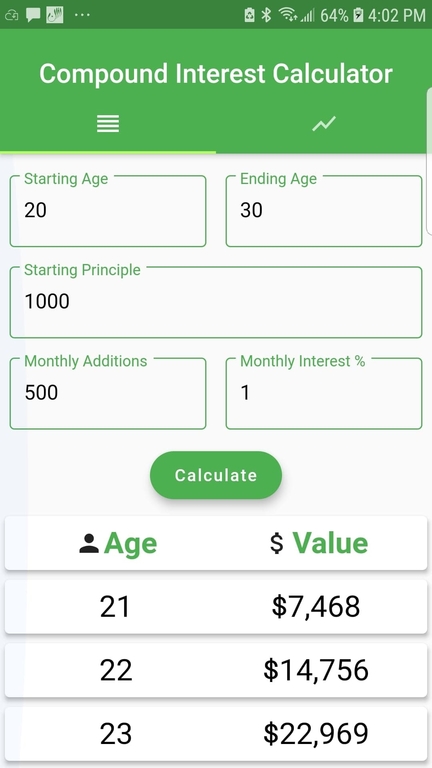 64% 4:02 PM
Compound Interest Calculator
Starting Age
Ending Age
20
30
Starting Principle
1000
Monthly Additions
Monthly Interest %
500
1
Calculate
Age $ Value
21 $7,468
22 $14,756
23 $22,969